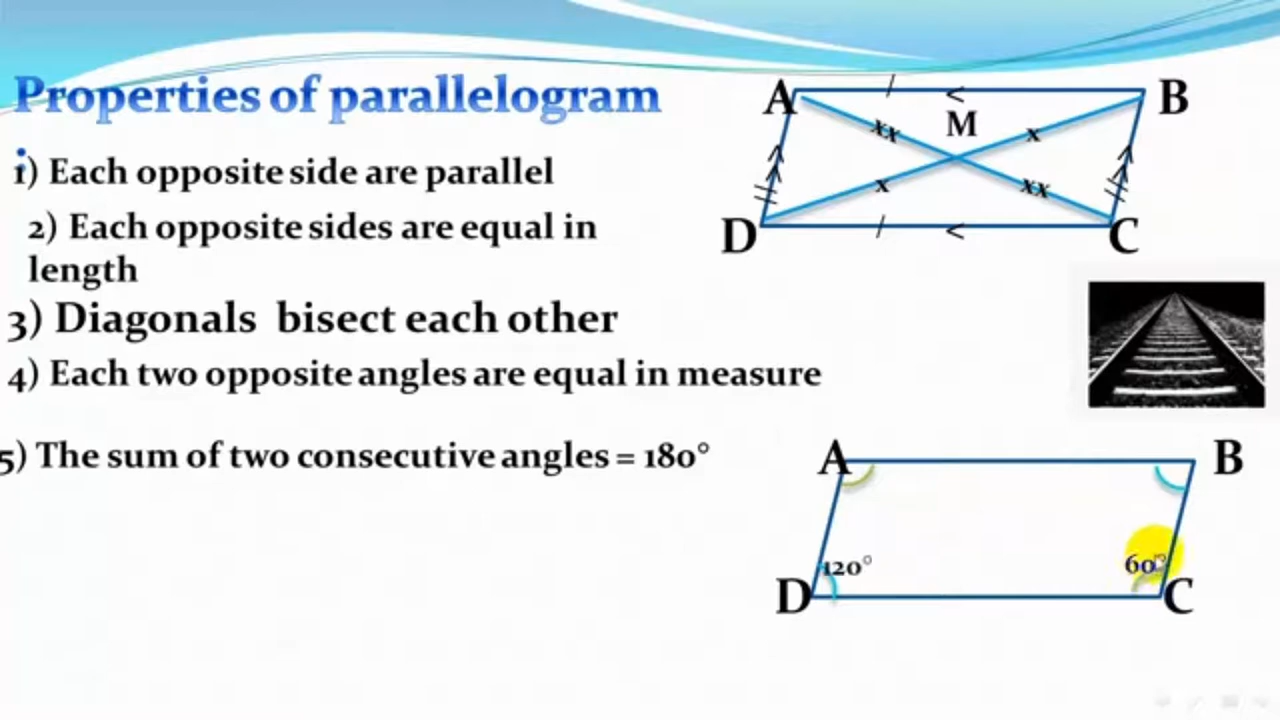 Properties of parallelogram
:
1) Each opposite side are parallel
2) Each opposite sides are equal in
length
3) Diagonals bisect each other
4) Each two opposite angles are equal in measure
5) The sum of two consecutive angles = 180°
A B
M
xx x
x xx
D C
A B
120° 60°
D C